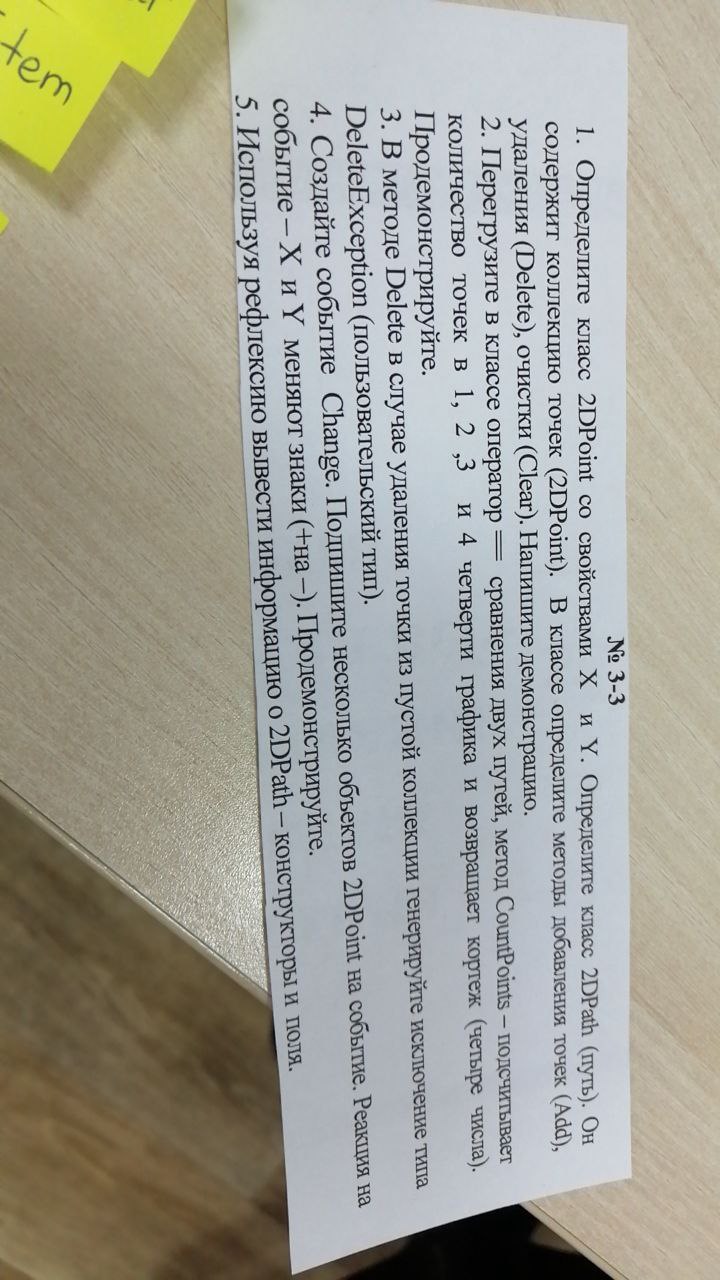 № 3-3
1. Определите класс 2DPoint со свойствами X и Y. Определите класс 2DPath (путь). Он
содержит коллекцию точек (2DPoint). В классе определите методы добавления точек (Add),
удаления (Delete), очистки (Clear). Напишите демонстрацию.
2. Перегрузите в классе оператор == сравнения двух путей, метод CountPoints – подсчитывает
количество точек в 1, 2 ,3 и 4 четверти графика и возвращает кортеж (четыре числа).
Продемонстрируйте.
3. В методе Delete в случае удаления точки из пустой коллекции генерируйте исключение типа
DeleteException (пользовательский тип).
4. Создайте событие Change. Подпишите несколько объектов 2DPoint на событие. Реакция на
событие – X и Y меняют знаки (+на –). Продемонстрируйте.
5. Используя рефлексию вывести информацию о 2DPath – конструкторы и поля.